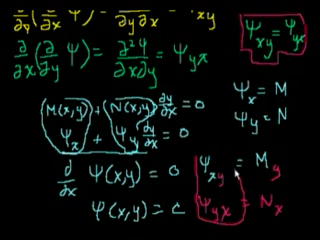 ∂/∂y (∂/∂x Ψ) = ∂Ψ/∂y∂x = Ψxy
∂/∂x (∂/∂y Ψ) = ∂²Ψ/∂x∂y = Ψyx
Ψxy = Ψyx
M(x,y) + N(x,y) dy/dx = 0
Ψx + Ψy dy/dx = 0
d/dx Ψ(x,y) = 0
Ψ(x,y) = c
Ψx = M
Ψy = N
Ψxy = My
Ψyx = Nx